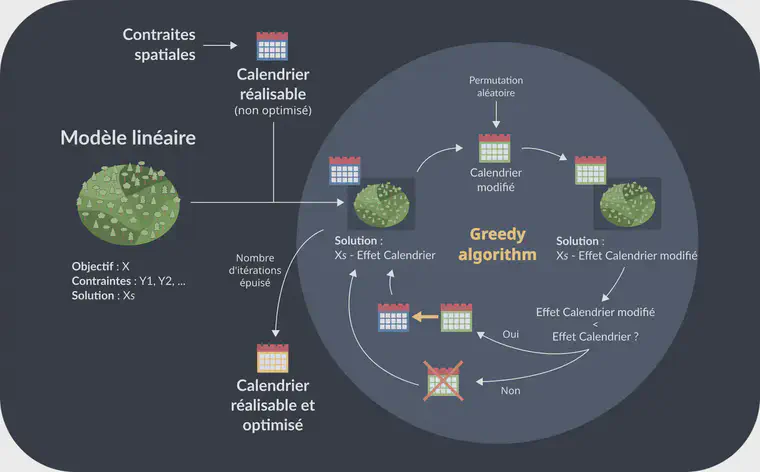 Contraites
spatiales
Calendrier
réalisable
(non optimisé)
Modèle linéaire
Objectif : X
Contraintes : Y1, Y2, ...
Solution : Xs
Permutation
aléatoire
Calendrier
modifié
Solution :
Xs - Effet Calendrier
Greedy
algorithm
Solution :
Xs - Effet Calendrier modifié
Nombre
d'itérations
épuisé
Effet Calendrier modifié
<
Effet Calendrier ?
Oui
Non
Calendrier
réalisable et
optimisé